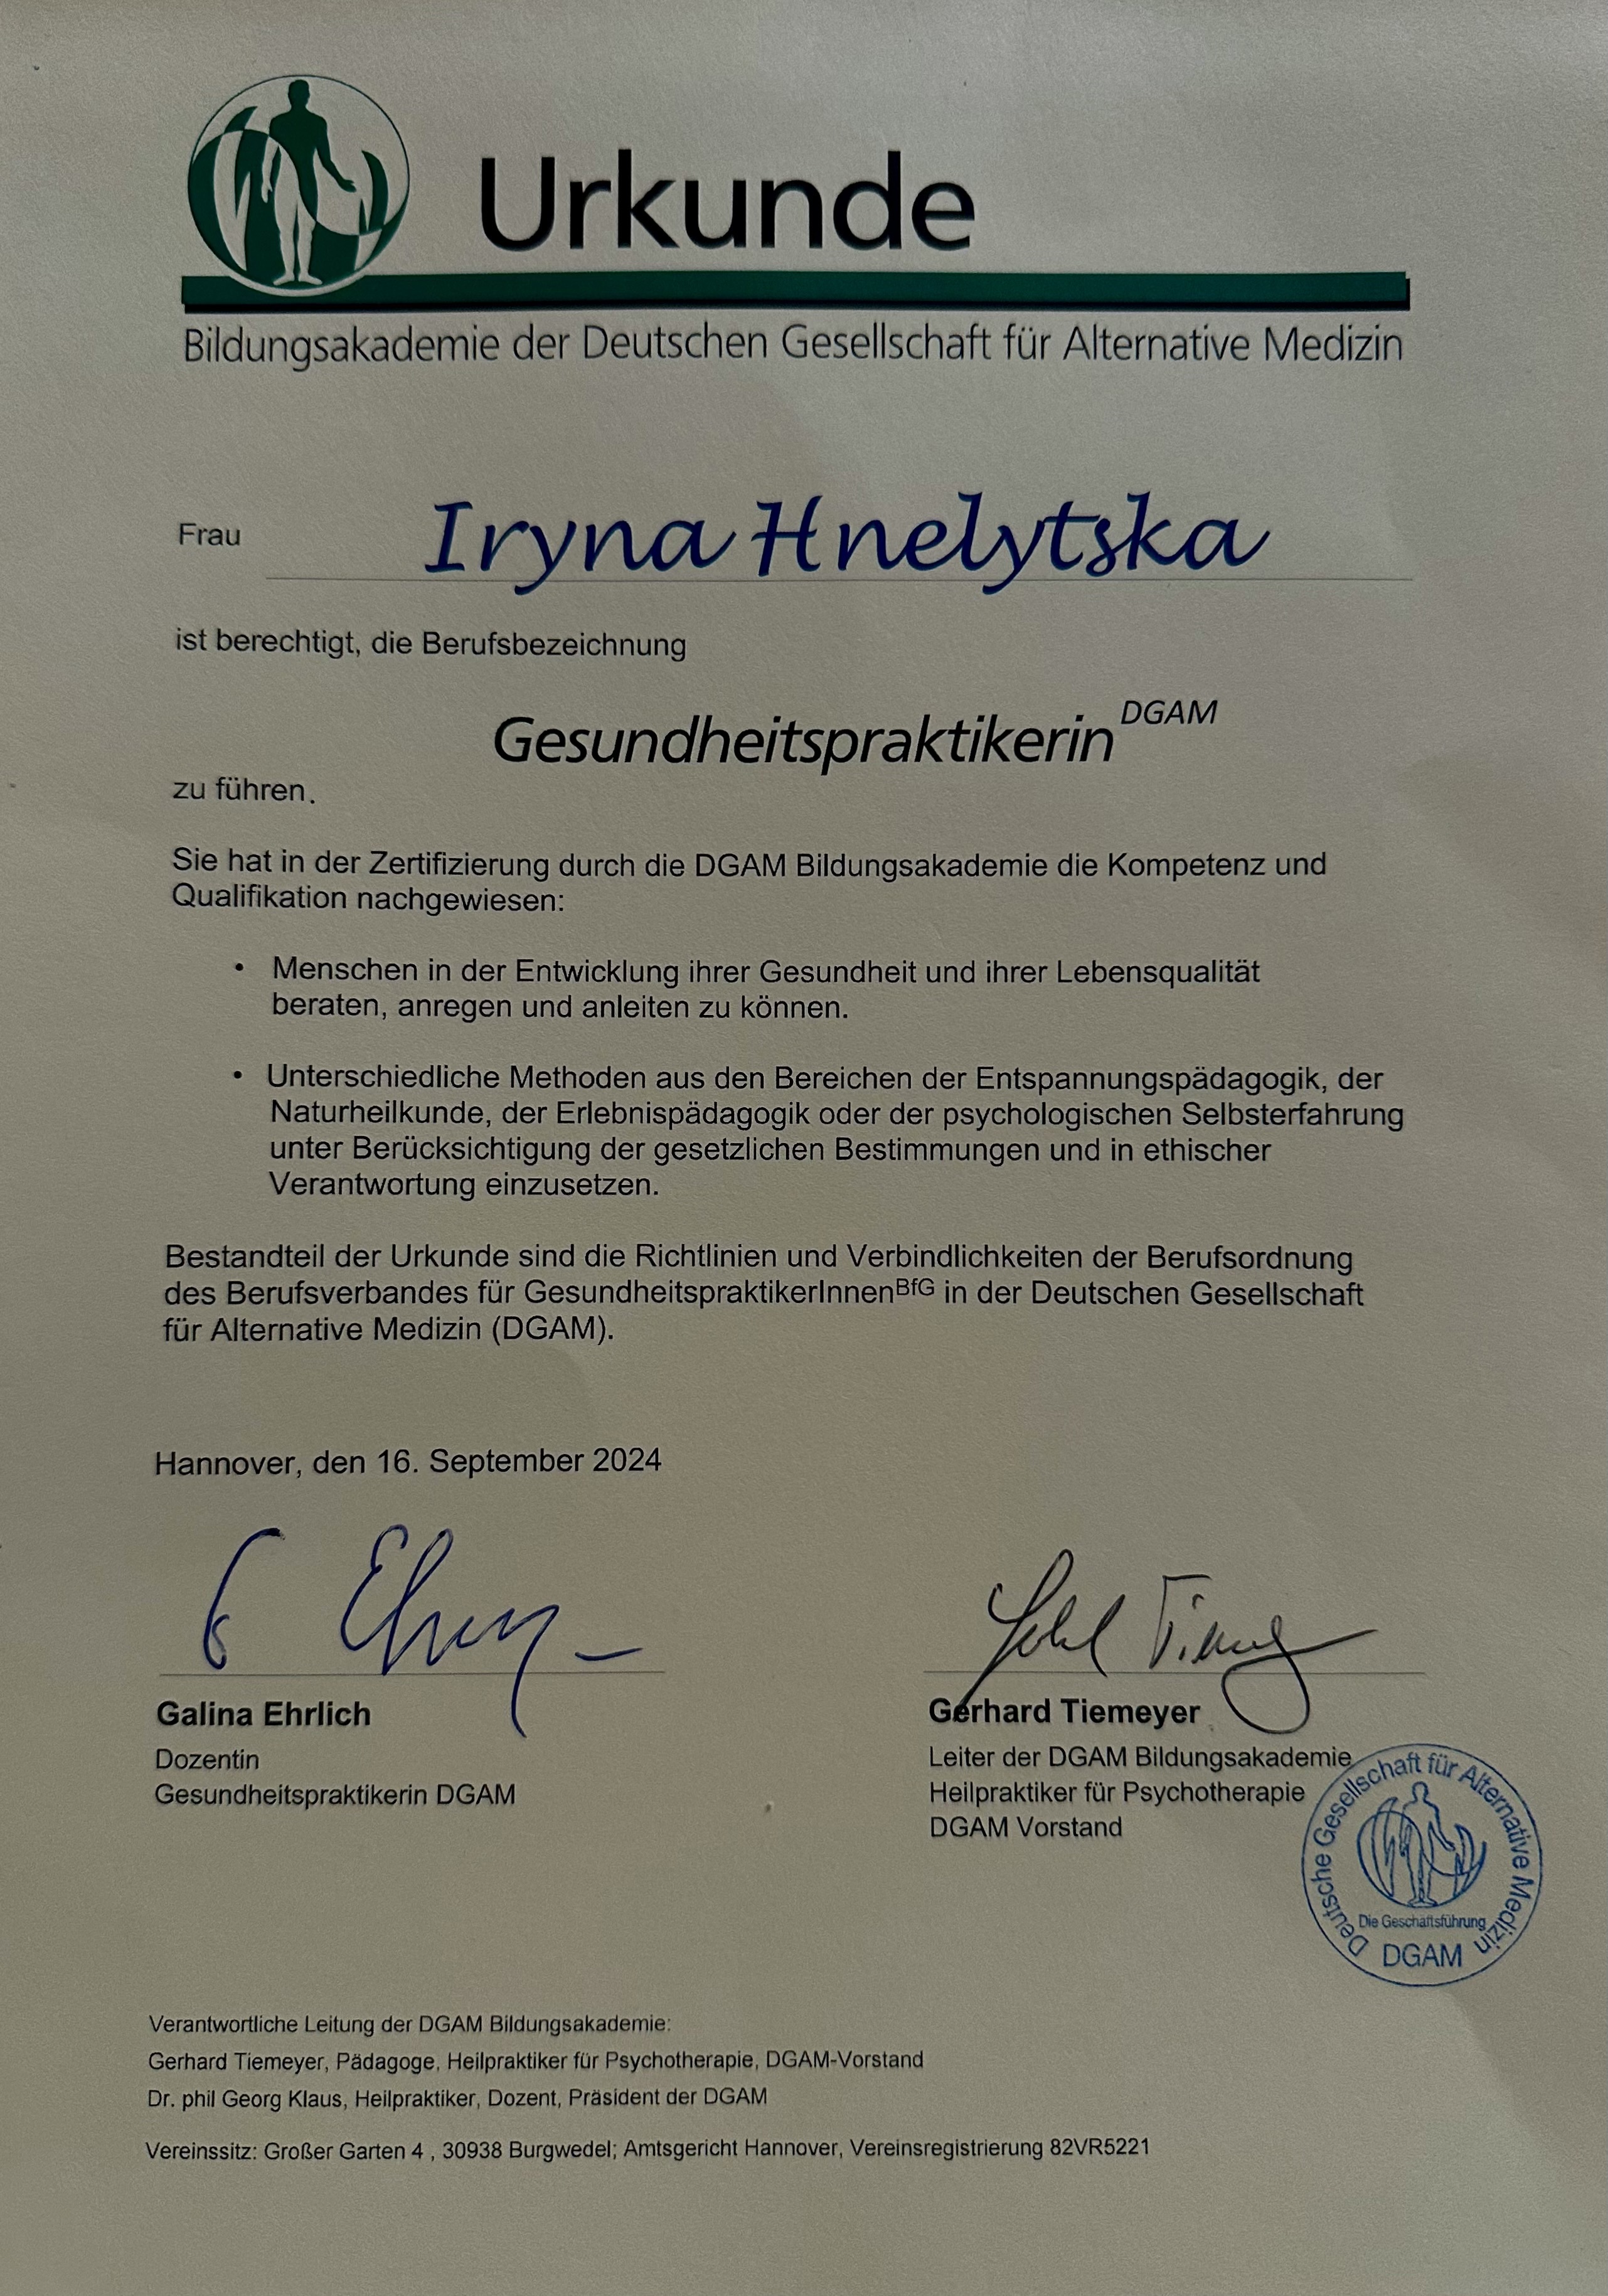 Urkunde
Bildungsakademie der Deutschen Gesellschaft für Alternative Medizin
Frau Iryna Hnelytska
ist berechtigt, die Berufsbezeichnung
Gesundheitspraktikerin DGAM
zu führen.
Sie hat in der Zertifizierung durch die DGAM Bildungsakademie die Kompetenz und
Qualifikation nachgewiesen:
• Menschen in der Entwicklung ihrer Gesundheit und ihrer Lebensqualität
beraten, anregen und anleiten zu können.
• Unterschiedliche Methoden aus den Bereichen der Entspannungspädagogik, der
Naturheilkunde, der Erlebnispädagogik oder der psychologischen Selbsterfahrung
unter Berücksichtigung der gesetzlichen Bestimmungen und in ethischer
Verantwortung einzusetzen.
Bestandteil der Urkunde sind die Richtlinien und Verbindlichkeiten der Berufsordnung
des Berufsverbandes für GesundheitspraktikerInnen BfG in der Deutschen Gesellschaft
für Alternative Medizin (DGAM).
Hannover, den 16. September 2024
Galina Ehrlich
Dozentin
Gesundheitspraktikerin DGAM
Gerhard Tiemeyer
Leiter der DGAM Bildungsakademie
Heilpraktiker für Psychotherapie
DGAM Vorstand
Deutsche Gesellschaft für Alternative Medizin
Die Geschäftsführung
DGAM
Verantwortliche Leitung der DGAM Bildungsakademie:
Gerhard Tiemeyer, Pädagoge, Heilpraktiker für Psychotherapie, DGAM-Vorstand
Dr. phil Georg Klaus, Heilpraktiker, Dozent, Präsident der DGAM
Vereinssitz: Großer Garten 4 , 30938 Burgwedel; Amtsgericht Hannover, Vereinsregistrierung 82VR5221